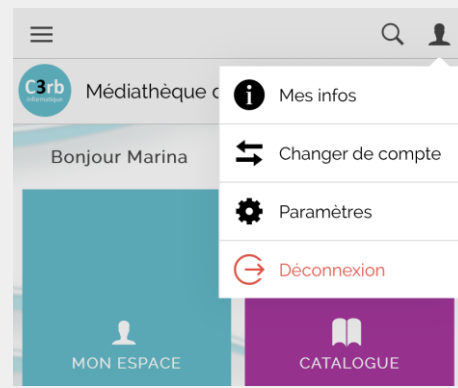 C3rb
informatique
Médiathèque
Mes infos
Bonjour Marina
Changer de compte
Paramètres
Déconnexion
MON ESPACE
CATALOGUE